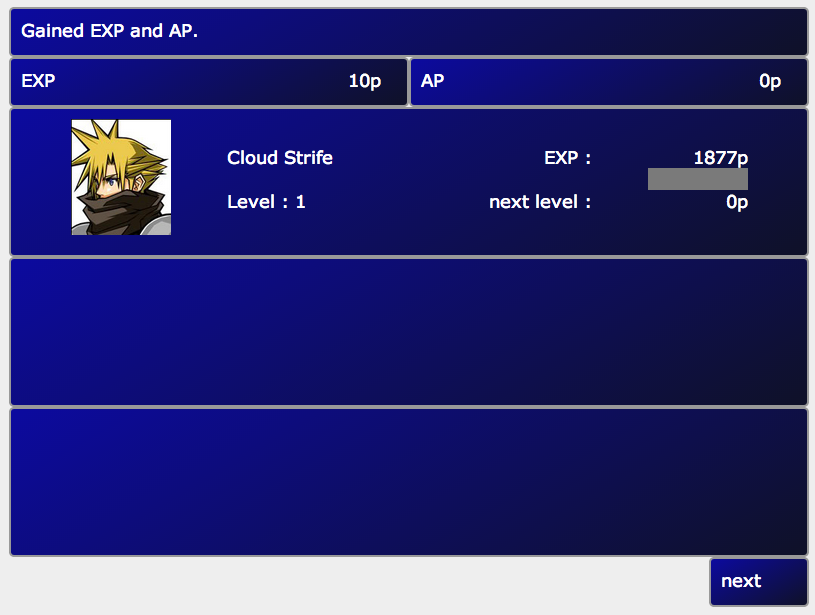 Gained EXP and AP.
EXP 10p AP 0p
Cloud Strife EXP : 1877p
Level : 1 next level : 0p
next